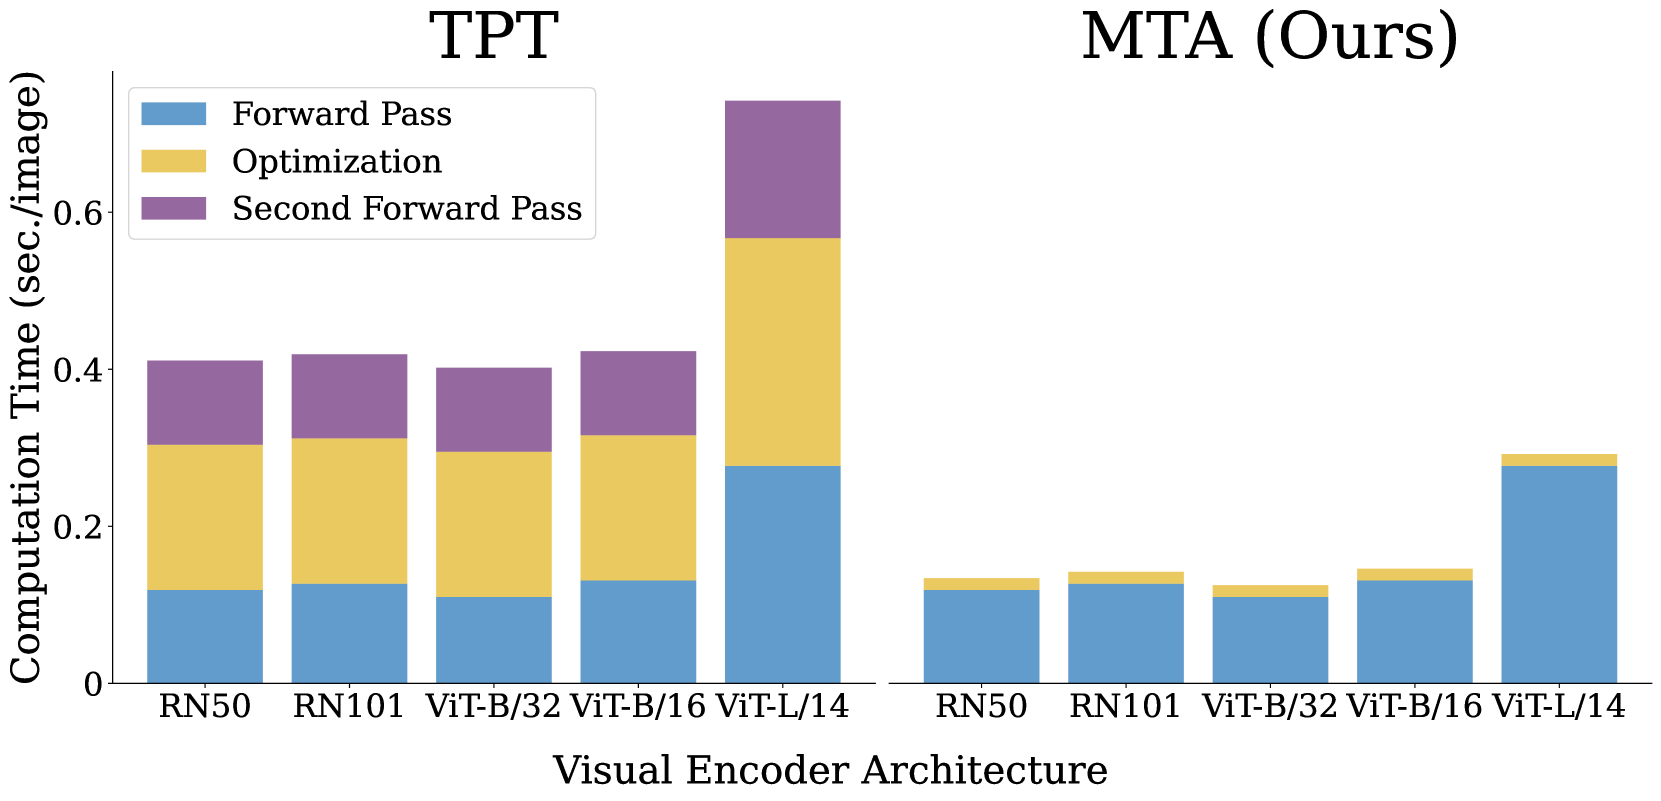 TPT
MTA (Ours)
Forward Pass
Optimization
Second Forward Pass
Computation Time (sec./image)
0.6
0.4
0.2
0
RN50 RN101 ViT-B/32 ViT-B/16 ViT-L/14
RN50 RN101 ViT-B/32 ViT-B/16 ViT-L/14
Visual Encoder Architecture